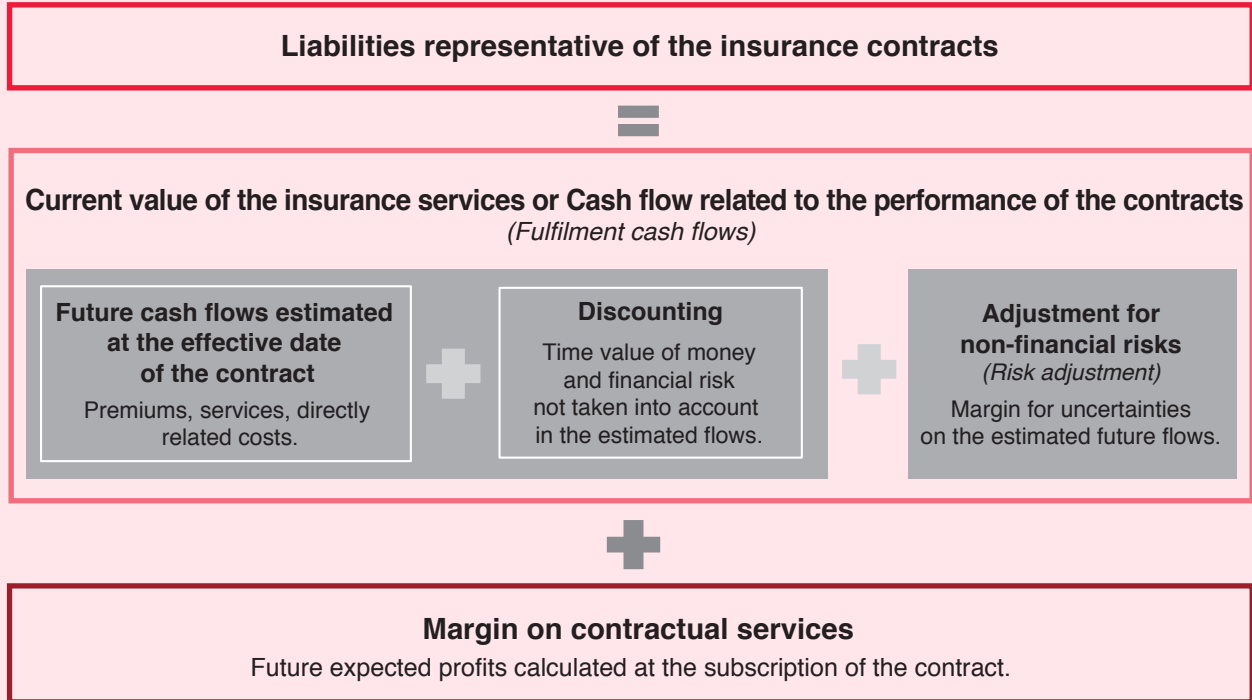 Liabilities representative of the insurance contracts
=
Current value of the insurance services or Cash flow related to the performance of the contracts
(Fulfilment cash flows)
Future cash flows estimated
at the effective date
of the contract
Premiums, services, directly
related costs.
+
Discounting
Time value of money
and financial risk
not taken into account
in the estimated flows.
+
Adjustment for
non-financial risks
(Risk adjustment)
Margin for uncertainties
on the estimated future flows.
+
Margin on contractual services
Future expected profits calculated at the subscription of the contract.